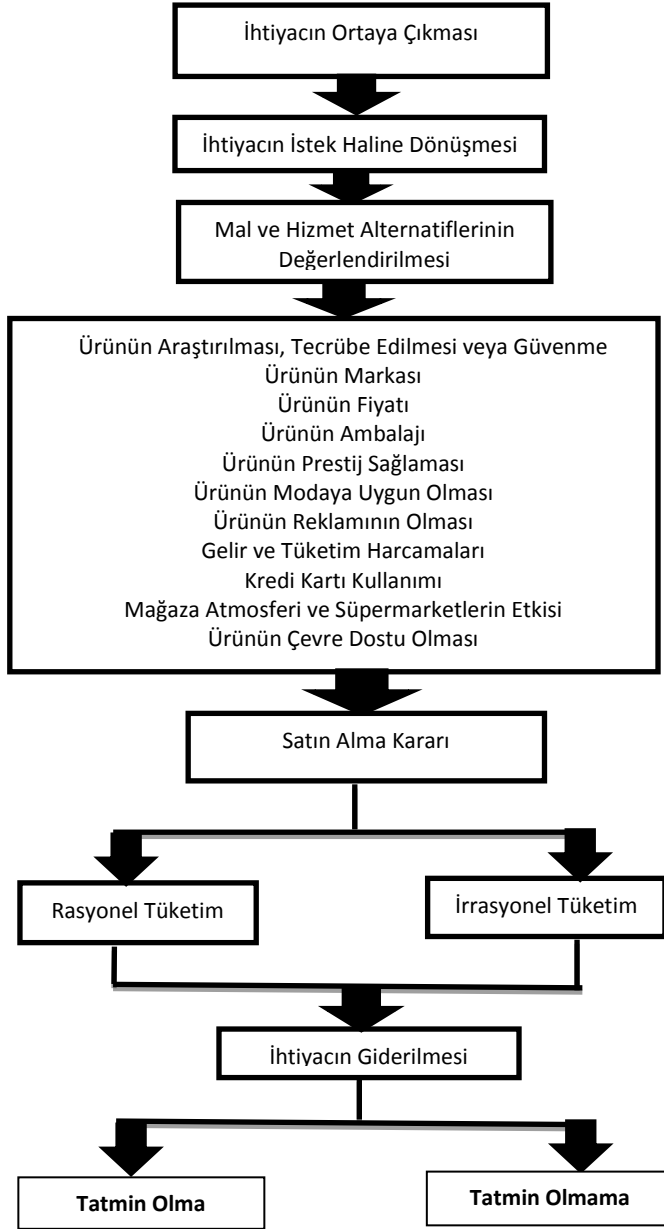 İhtiyacın Ortaya Çıkması
İhtiyacın İstek Haline Dönüşmesi
Mal ve Hizmet Alternatiflerinin
Değerlendirilmesi
Ürünün Araştırılması, Tecrübe Edilmesi veya Güvenme
Ürünün Markası
Ürünün Fiyatı
Ürünün Ambalajı
Ürünün Prestij Sağlaması
Ürünün Modaya Uygun Olması
Ürünün Reklamının Olması
Gelir ve Tüketim Harcamaları
Kredi Kartı Kullanımı
Mağaza Atmosferi ve Süpermarketlerin Etkisi
Ürünün Çevre Dostu Olması
Satın Alma Kararı
Rasyonel Tüketim
İrrasyonel Tüketim
İhtiyacın Giderilmesi
Tatmin Olma
Tatmin Olmama